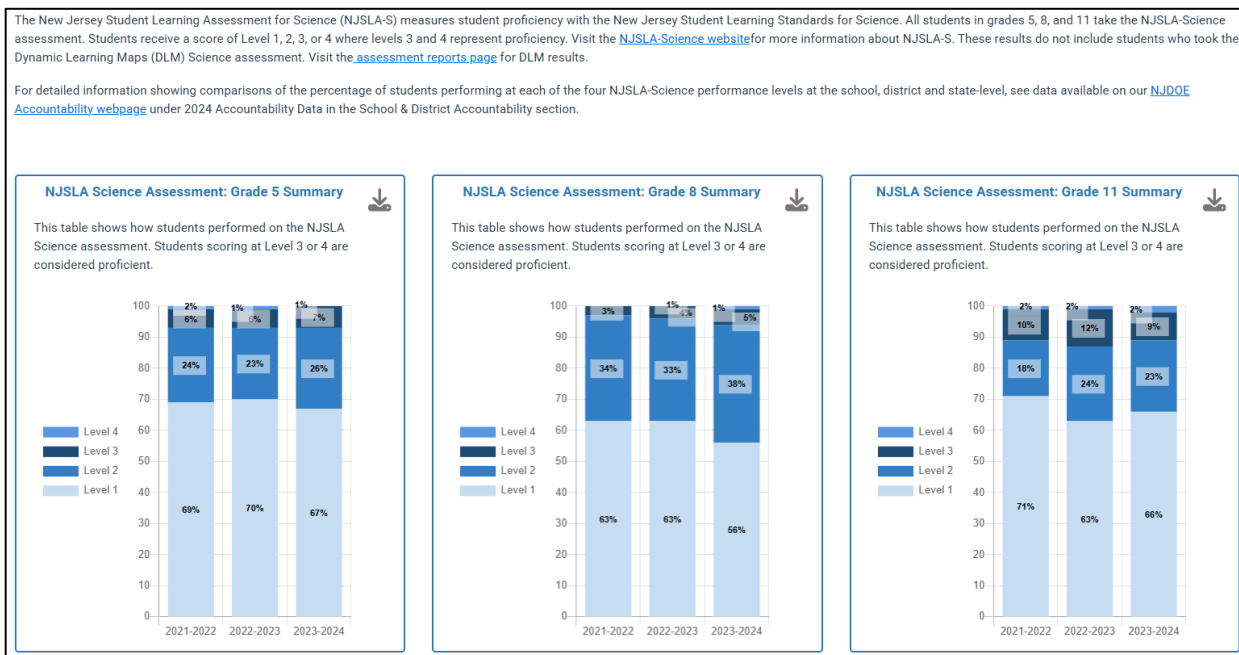 The New Jersey Student Learning Assessment for Science (NJSLA-S) measures student proficiency with the New Jersey Student Learning Standards for Science. All students in grades 5, 8, and 11 take the NJSLA-Science
assessment. Students receive a score of Level 1, 2, 3, or 4 where levels 3 and 4 represent proficiency. Visit the NJSLA-Science websitefor more information about NJSLA-S. These results do not include students who took the
Dynamic Learning Maps (DLM) Science assessment. Visit the assessment reports page for DLM results.
For detailed information showing comparisons of the percentage of students performing at each of the four NJSLA-Science performance levels at the school, district and state-level, see data available on our NJDOE
Accountability webpage under 2024 Accountability Data in the School & District Accountability section.
NJSLA Science Assessment: Grade 5 Summary
This table shows how students performed on the NJSLA
Science assessment. Students scoring at Level 3 or 4 are
considered proficient.
100
90
80
70
60
50
40
30
20
10
0
Level 4
Level 3
Level 2
Level 1
2% 1% 1%
6% 6% 7%
24% 23% 26%
69% 70% 67%
2021-2022 2022-2023 2023-2024
NJSLA Science Assessment: Grade 8 Summary
This table shows how students performed on the NJSLA
Science assessment. Students scoring at Level 3 or 4 are
considered proficient.
100
90
80
70
60
50
40
30
20
10
0
Level 4
Level 3
Level 2
Level 1
1% 1%
3% 4% 5%
34% 33% 38%
63% 63% 56%
2021-2022 2022-2023 2023-2024
NJSLA Science Assessment: Grade 11 Summary
This table shows how students performed on the NJSLA
Science assessment. Students scoring at Level 3 or 4 are
considered proficient.
100
90
80
70
60
50
40
30
20
10
0
Level 4
Level 3
Level 2
Level 1
2% 2% 2%
10% 12% 9%
18% 24% 23%
71% 63% 66%
2021-2022 2022-2023 2023-2024